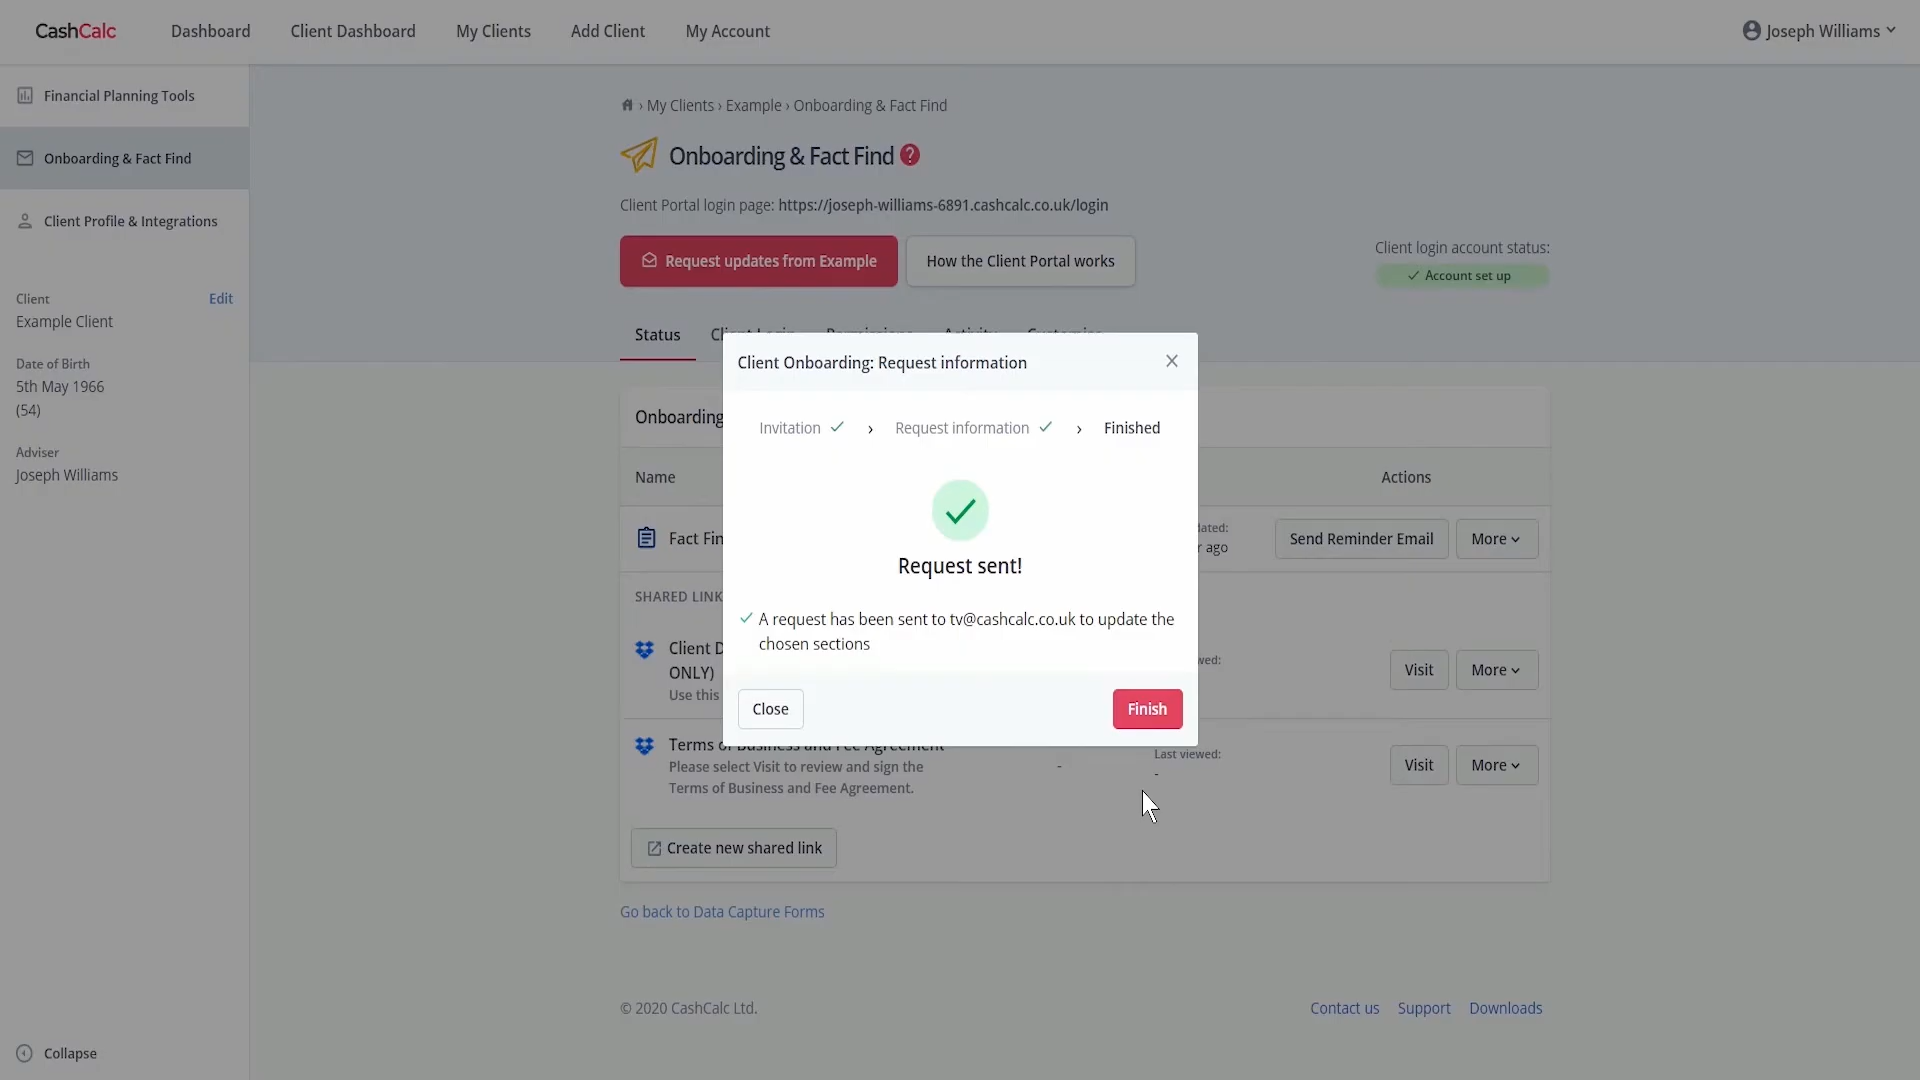 CashCalc
Dashboard
Client Dashboard
My Clients
Add Client
My Account
Joseph Williams
Financial Planning Tools
Onboarding & Fact Find
Client Profile & Integrations
Client
Edit
Example Client
Date of Birth
5th May 1966
(54)
Adviser
Joseph Williams
› My Clients › Example › Onboarding & Fact Find
Onboarding & Fact Find ?
Client Portal login page: https://joseph-williams-6891.cashcalc.co.uk/login
Request updates from Example
How the Client Portal works
Client login account status:
Account set up
Status
Client Onboarding: Request information
Invitation
›
Request information
›
Finished
Request sent!
A request has been sent to tv@cashcalc.co.uk to update the
chosen sections
Close
Finish
Onboarding
Name
Actions
Fact Fin
ago
Send Reminder Email
More
SHARED LINK
Client D
ONLY)
Use this
Visit
More
Terms of Business and Fee Agreement
Please select Visit to review and sign the
Terms of Business and Fee Agreement.
-
Last viewed:
-
Visit
More
Create new shared link
Go back to Data Capture Forms
© 2020 CashCalc Ltd.
Contact us
Support
Downloads
Collapse